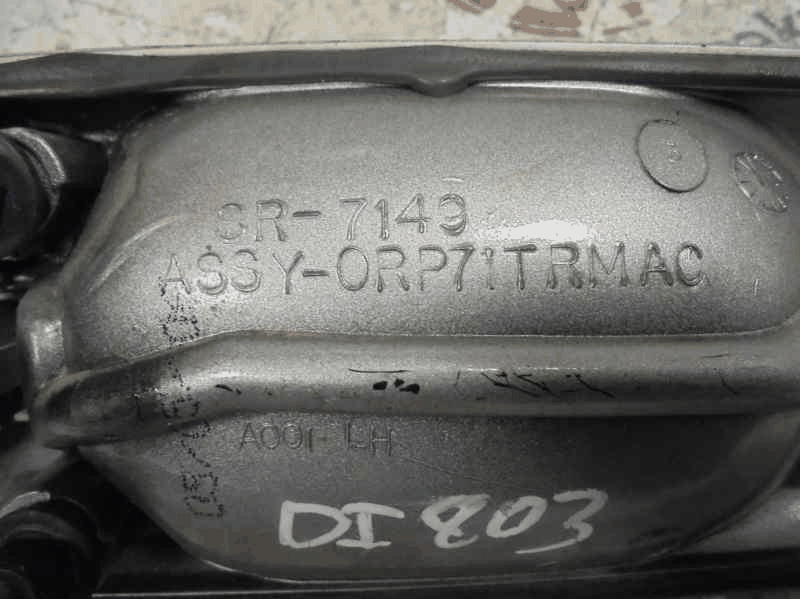 SR-7149
ASSY-ORP71TRMAC
A001 LH
DI 803